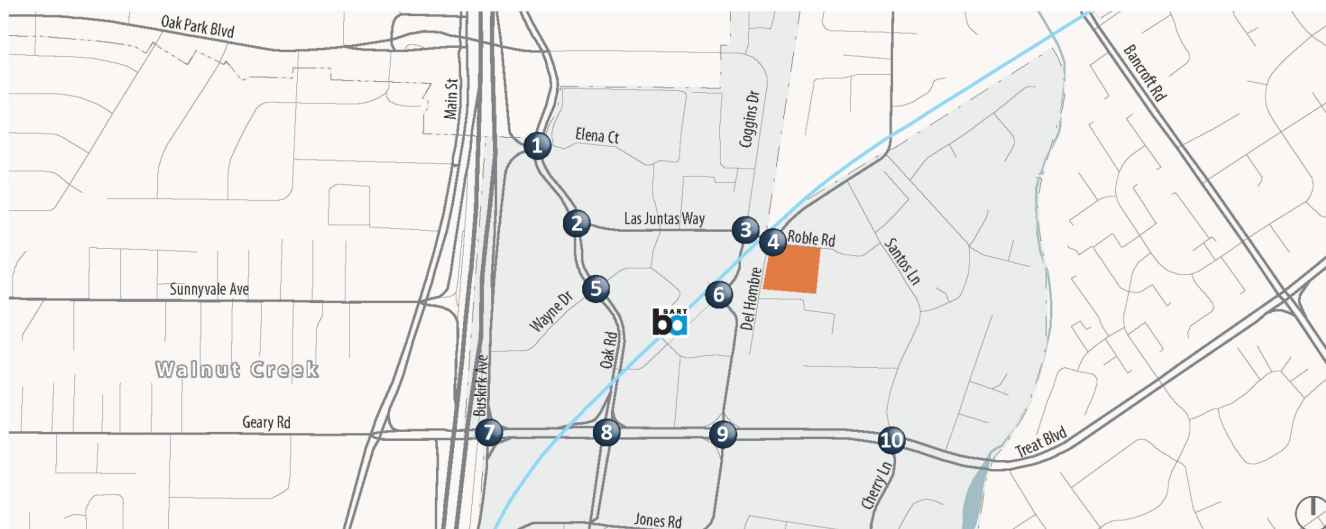 Oak Park Blvd
Main St
Bancroft Rd
Coggins Dr
1
Elena Ct
2
Las Juntas Way
3
4
Roble Rd
Santos Ln
Sunnyvale Ave
Wayne Dr
5
6
Del Hombre
BART
ba
Oak Rd
Walnut Creek
Buskirk Ave
Geary Rd
7
8
9
10
Treat Blvd
Cherry Ln
Jones Rd